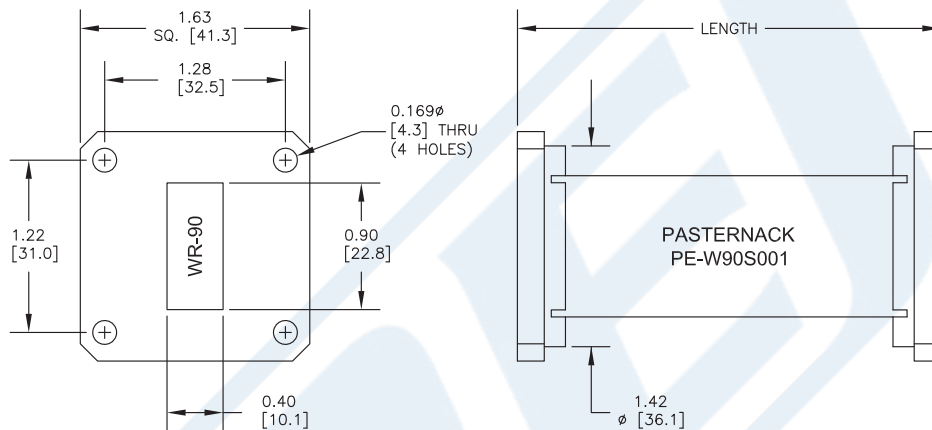 1.63
SQ. [41.3]
1.28
[32.5]
0.169ø
[4.3] THRU
(4 HOLES)
1.22
[31.0]
WR-90
0.90
[22.8]
0.40
[10.1]
LENGTH
PASTERNACK
PE-W90S001
1.42
ø [36.1]